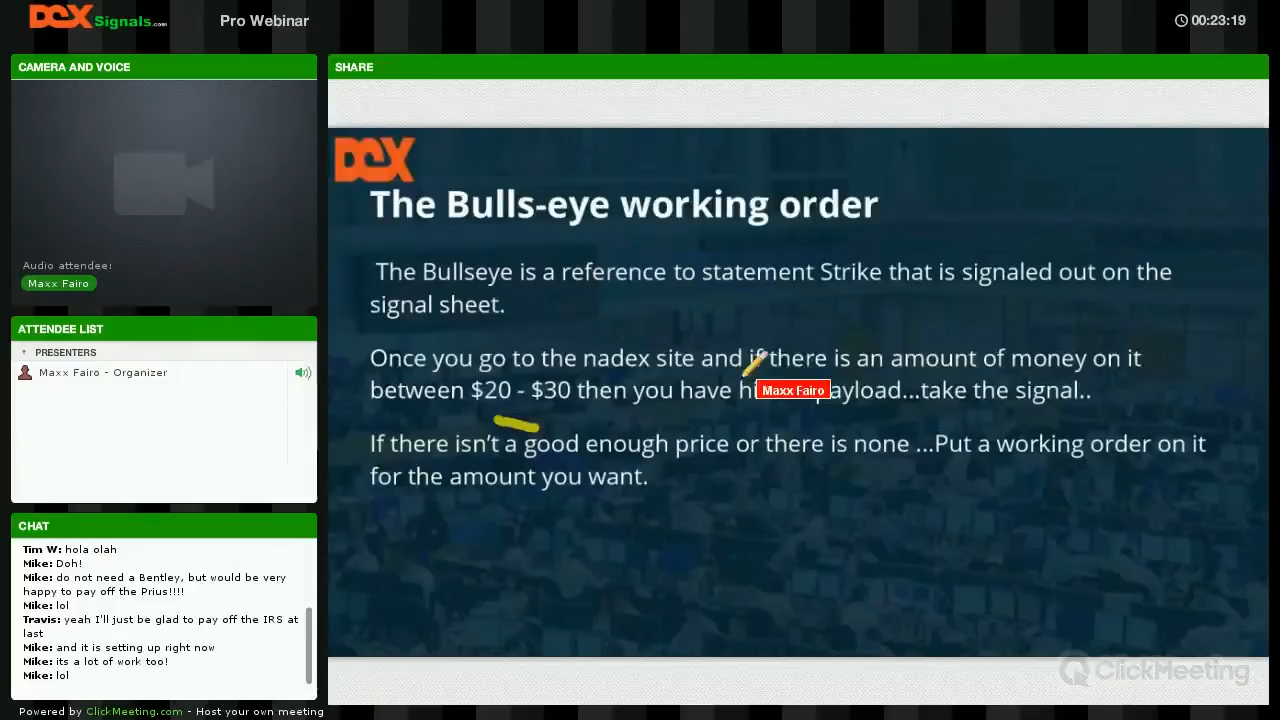 DCX Signals.com
Pro Webinar
00:23:19
CAMERA AND VOICE
Audio attendee:
Maxx Fairo
ATTENDEE LIST
PRESENTERS
Maxx Fairo - Organizer
CHAT
Tim W: hola olah
Mike: Doh!
Mike: do not need a Bentley, but would be very
happy to pay off the Prius!!!!
Mike: lol
Travis: yeah I'll just be glad to pay off the IRS at
last
Mike: and it is setting up right now
Mike: its a lot of work too!
Mike: lol
Powered by ClickMeeting.com - Host your own meeting
SHARE
DCX
The Bulls-eye working order
The Bullseye is a reference to statement Strike that is signaled out on the
signal sheet.
Once you go to the nadex site and if there is an amount of money on it
between $20 - $30 then you have payload...take the signal..
Maxx Fairo
If there isn't a good enough price or there is none ...Put a working order on it
for the amount you want.
ClickMeeting